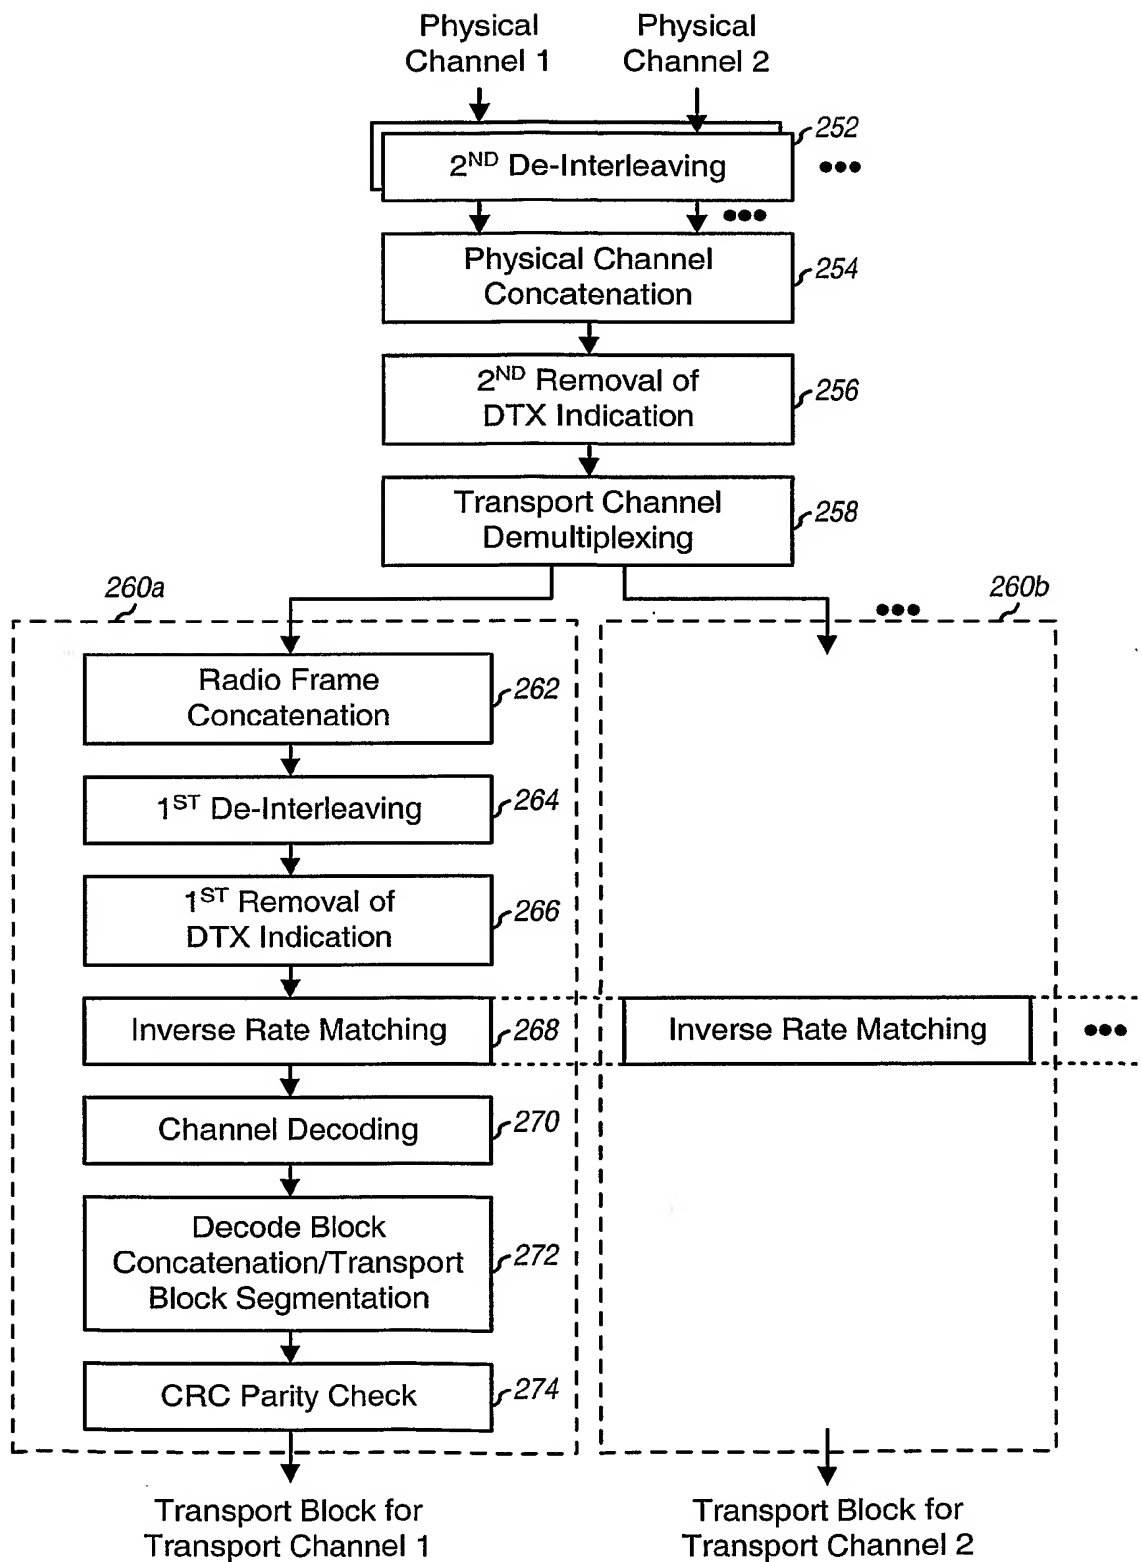 Physical
Channel 1
Physical
Channel 2
252
2ND De-Interleaving
Physical Channel
Concatenation
254
2ND Removal of
DTX Indication
256
Transport Channel
Demultiplexing
258
260a
260b
Radio Frame
Concatenation
262
1ST De-Interleaving
264
1ST Removal of
DTX Indication
266
Inverse Rate Matching
268
Inverse Rate Matching
Channel Decoding
270
Decode Block
Concatenation/Transport
Block Segmentation
272
CRC Parity Check
274
Transport Block for
Transport Channel 1
Transport Block for
Transport Channel 2